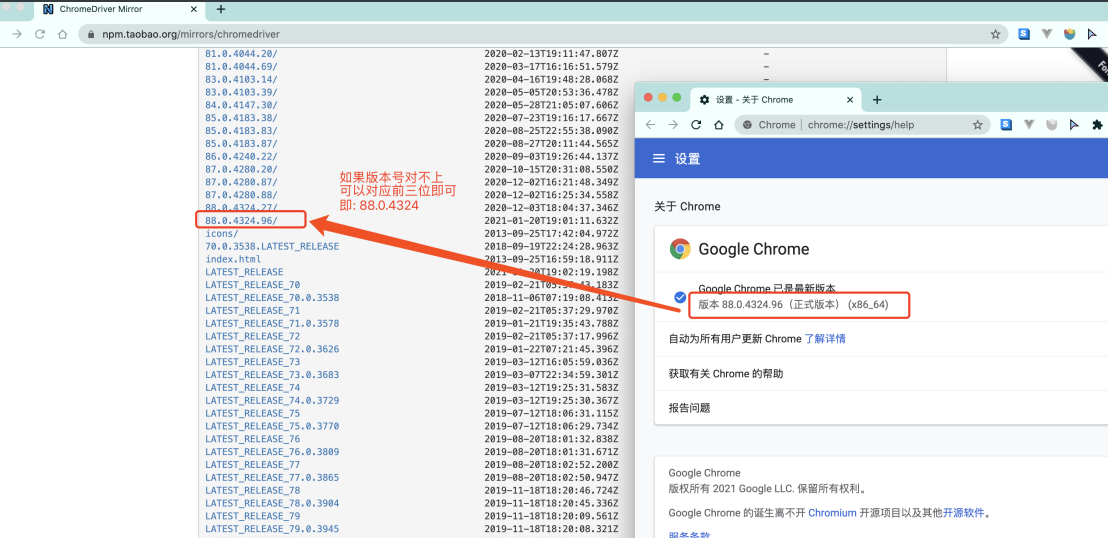 ChromeDriver Mirror
npm.taobao.org/mirrors/chromedriver
81.0.4044.20/ 2020-02-13T19:11:47.807Z –
81.0.4044.69/ 2020-03-17T16:16:51.579Z –
83.0.4103.14/ 2020-04-16T19:48:28.068Z –
83.0.4103.39/ 2020-05-05T20:53:36.478Z
84.0.4147.30/ 2020-05-28T21:05:07.606Z
85.0.4183.38/ 2020-07-23T19:16:17.667Z
85.0.4183.83/ 2020-08-25T22:55:38.090Z
85.0.4183.87/ 2020-08-27T20:11:44.565Z
86.0.4240.22/ 2020-09-03T19:26:44.137Z
87.0.4280.20/ 2020-10-15T20:31:08.550Z
87.0.4280.87/ 2020-12-02T16:21:48.349Z
87.0.4280.88/ 2020-12-02T16:25:34.558Z
88.0.4324.27/ 2020-12-03T18:04:37.346Z
88.0.4324.96/ 2021-01-20T19:01:11.632Z
icons/ 2013-09-25T17:42:04.972Z
70.0.3538.LATEST_RELEASE 2018-09-19T22:24:28.963Z
index.html 2013-09-25T16:59:18.911Z
LATEST_RELEASE 2021-01-20T19:02:19.198Z
LATEST_RELEASE_70 2019-02-21T05:37:43.183Z
LATEST_RELEASE_70.0.3538 2018-11-06T07:19:08.413Z
LATEST_RELEASE_71 2019-02-21T05:37:29.970Z
LATEST_RELEASE_71.0.3578 2019-01-21T19:35:43.788Z
LATEST_RELEASE_72 2019-02-21T05:37:17.996Z
LATEST_RELEASE_72.0.3626 2019-01-22T07:21:45.396Z
LATEST_RELEASE_73 2019-03-12T16:05:59.036Z
LATEST_RELEASE_73.0.3683 2019-03-07T22:34:59.301Z
LATEST_RELEASE_74 2019-03-12T19:25:31.583Z
LATEST_RELEASE_74.0.3729 2019-03-12T19:25:30.367Z
LATEST_RELEASE_75 2019-07-12T18:06:31.115Z
LATEST_RELEASE_75.0.3770 2019-07-12T18:06:29.734Z
LATEST_RELEASE_76 2019-08-20T18:01:32.838Z
LATEST_RELEASE_76.0.3809 2019-08-20T18:01:31.671Z
LATEST_RELEASE_77 2019-08-20T18:02:52.200Z
LATEST_RELEASE_77.0.3865 2019-08-20T18:02:50.947Z
LATEST_RELEASE_78 2019-11-18T18:20:46.724Z
LATEST_RELEASE_78.0.3904 2019-11-18T18:20:45.336Z
LATEST_RELEASE_79 2019-11-18T18:20:09.561Z
LATEST_RELEASE_79.0.3945 2019-11-18T18:20:08.321Z
如果版本号对不上
可以对应前三位即可
即: 88.0.4324
For
设置 - 关于 Chrome
Chrome | chrome://settings/help
设置
关于 Chrome
Google Chrome
Google Chrome 已是最新版本
版本 88.0.4324.96（正式版本） (x86_64)
自动为所有用户更新 Chrome 了解详情
获取有关 Chrome 的帮助
报告问题
Google Chrome
版权所有 2021 Google LLC. 保留所有权利。
Google Chrome 的诞生离不开 Chromium 开源项目以及其他开源软件。
服务条款